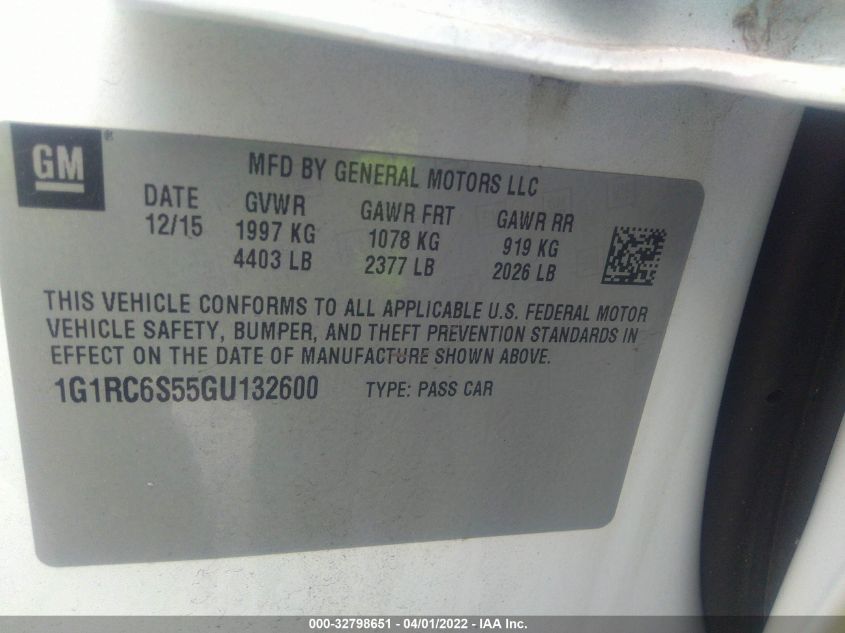 GM
MFD BY GENERAL MOTORS LLC
DATE GVWR GAWR FRT GAWR RR
12/15 1997 KG 1078 KG 919 KG
4403 LB 2377 LB 2026 LB
THIS VEHICLE CONFORMS TO ALL APPLICABLE U.S. FEDERAL MOTOR
VEHICLE SAFETY, BUMPER, AND THEFT PREVENTION STANDARDS IN
EFFECT ON THE DATE OF MANUFACTURE SHOWN ABOVE.
1G1RC6S55GU132600 TYPE: PASS CAR
000-32798651 - 04/01/2022 - IAA Inc.